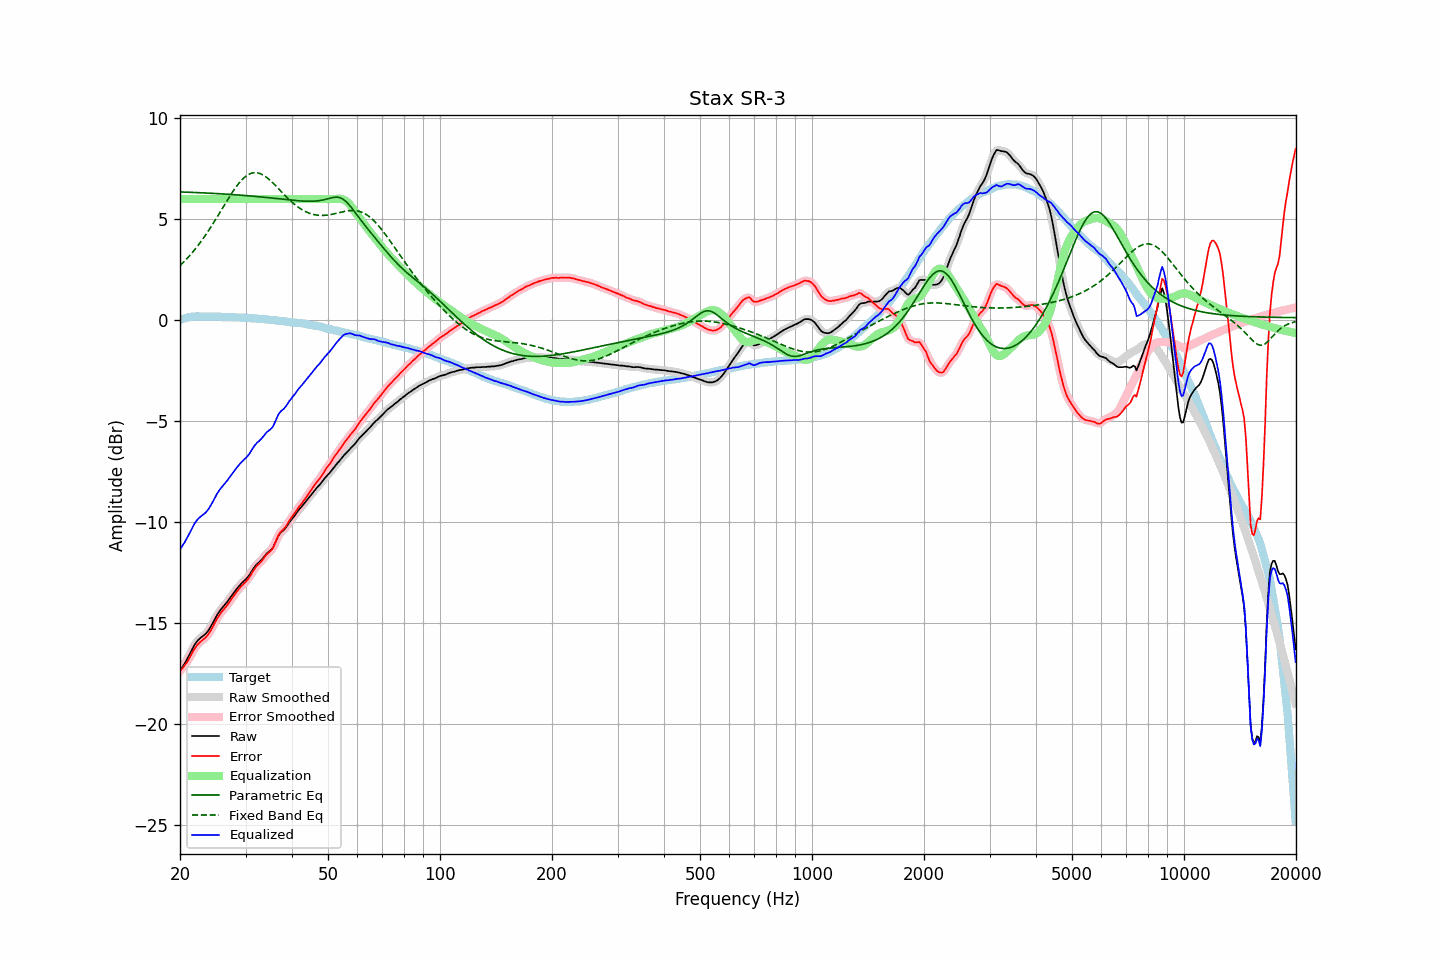 Stax SR-3
Amplitude (dBr)
10
5
0
−5
−10
−15
−20
−25
Target
Raw Smoothed
Error Smoothed
Raw
Error
Equalization
Parametric Eq
Fixed Band Eq
Equalized
20 50 100 200 500 1000 2000 5000 10000 20000
Frequency (Hz)